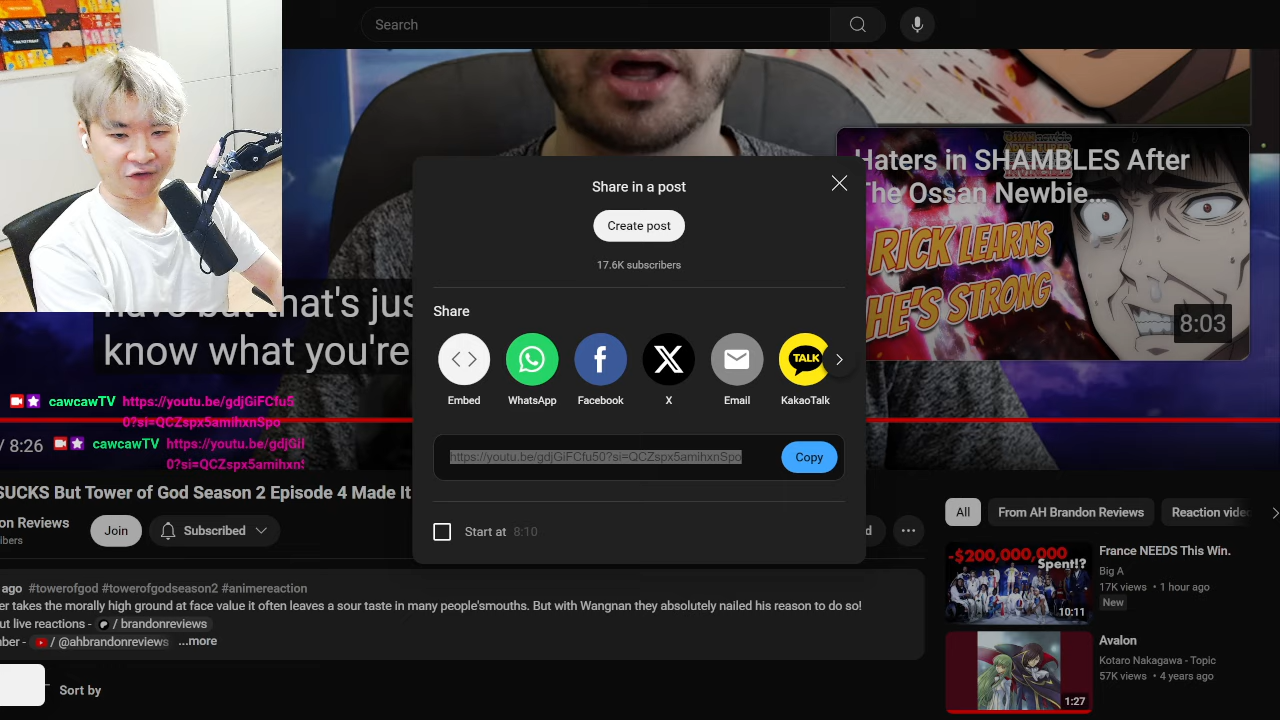 Search
Haters in SHAMBLES After
The Ossan Newbie...
RICK LEARNS
HE'S STRONG
8:03
Share in a post
Create post
17.6K subscribers
Share
Embed
WhatsApp
Facebook
X
Email
TALK
KakaoTalk
https://youtu.be/gdjGiFCfu50?si=QCZspx5amihxnSpo
Copy
Start at 8:10
that's jus
know what you're
cawcawTV https://youtu.be/gdjGiFCfu5
0?si=QCZspx5amihxnSpo
/ 8:26 cawcawTV https://youtu.be/gdjGiI
0?si=QCZspx5amihxn
SUCKS But Tower of God Season 2 Episode 4 Made It
on Reviews
ibers
Join
Subscribed
ago #towerofgod #towerofgodseason2 #animereaction
er takes the morally high ground at face value it often leaves a sour taste in many people'smouths. But with Wangnan they absolutely nailed his reason to do so!
ut live reactions - / brandonreviews
mber - / @ahbrandonreviews ...more
Sort by
All
From AH Brandon Reviews
Reaction video
-$200,000,000
Spent!?
10:11
France NEEDS This Win.
Big A
17K views • 1 hour ago
New
1:27
Avalon
Kotaro Nakagawa - Topic
57K views • 4 years ago